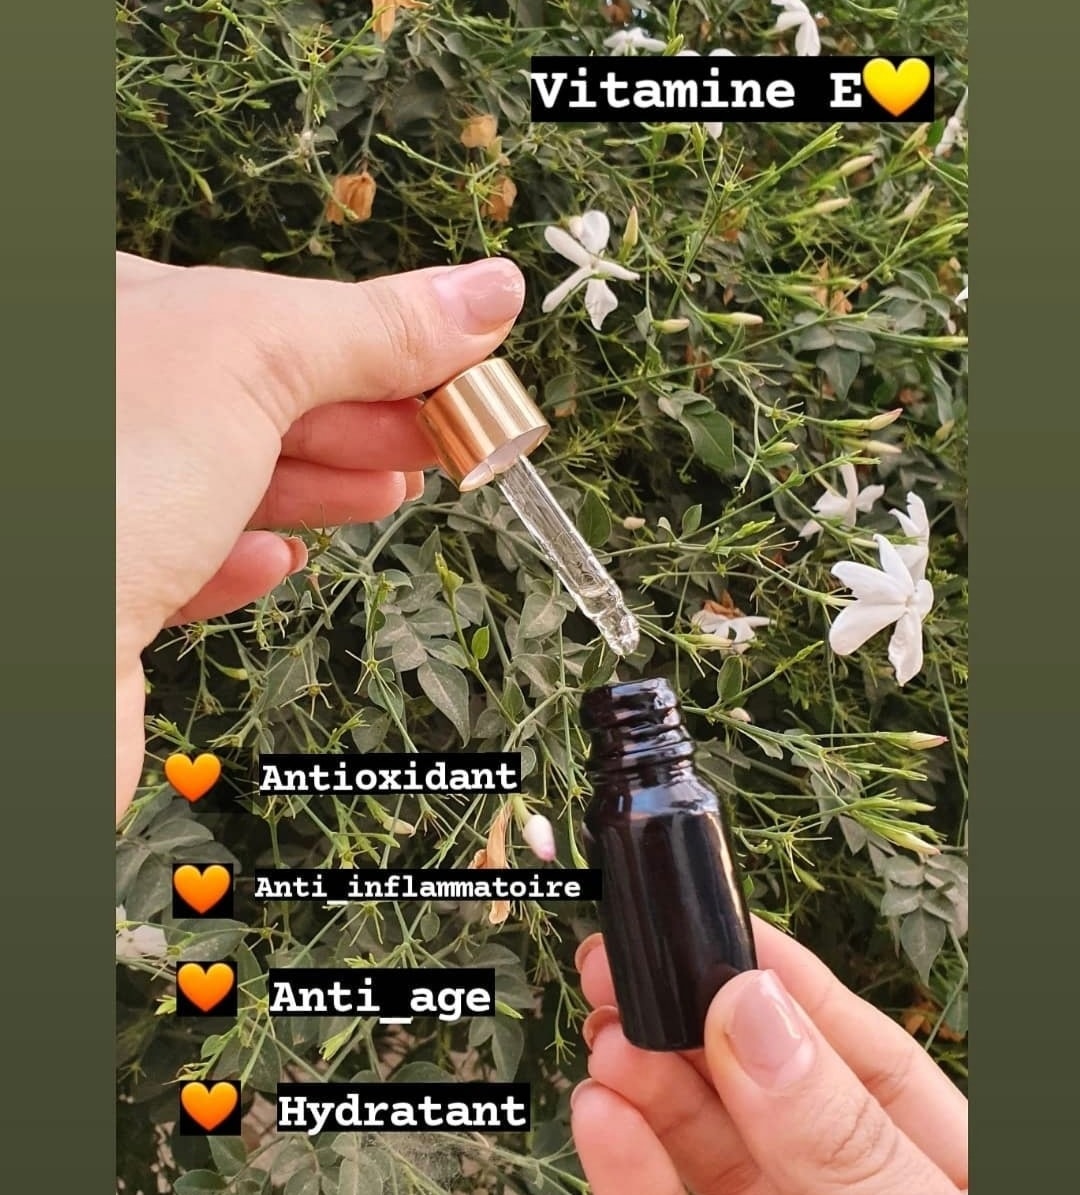 Vitamine E💛
🧡 Antioxidant
🧡 Anti_inflammatoire
🧡 Anti_age
🧡 Hydratant